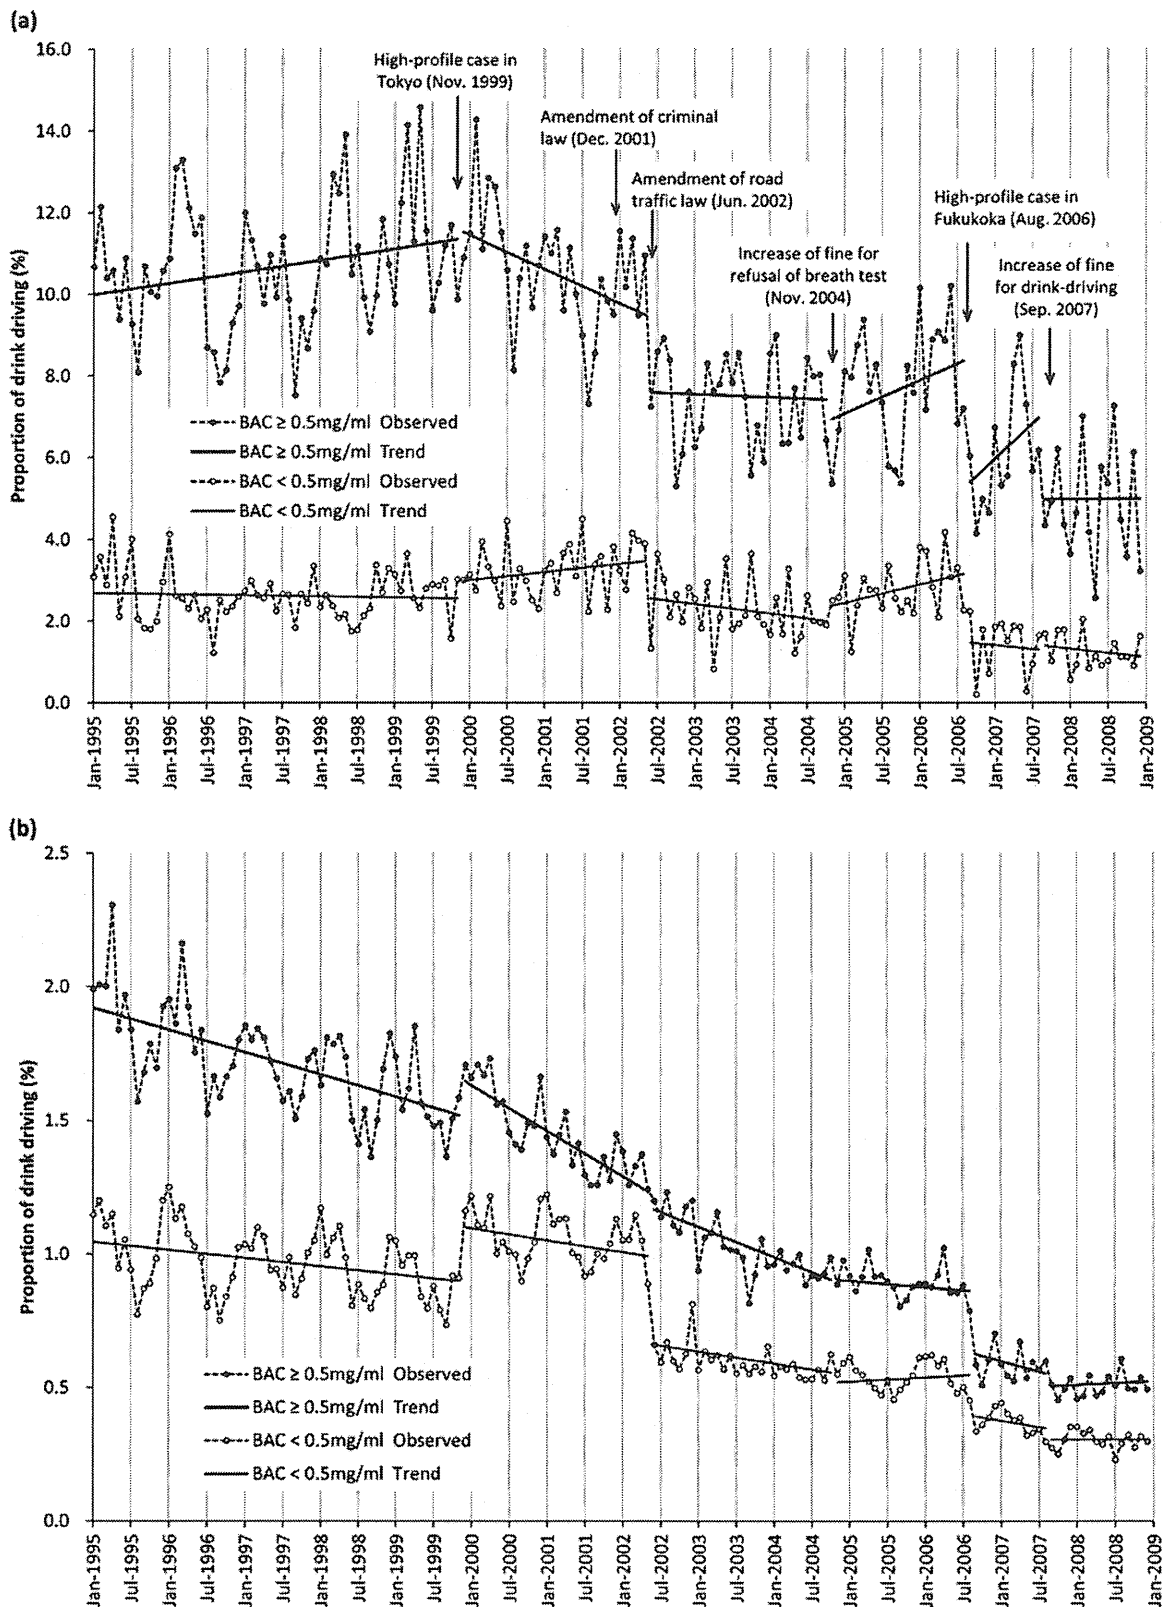 (a)
16.0
14.0
12.0
10.0
8.0
6.0
4.0
2.0
0.0
Proportion of drink driving (%)
High-profile case in
Tokyo (Nov. 1999)
Amendment of criminal
law (Dec. 2001)
Amendment of road
traffic law (Jun. 2002)
Increase of fine for
refusal of breath test
(Nov. 2004)
High-profile case in
Fukukoka (Aug. 2006)
Increase of fine
for drink-driving
(Sep. 2007)
BAC ≥ 0.5mg/ml Observed
BAC ≥ 0.5mg/ml Trend
BAC < 0.5mg/ml Observed
BAC < 0.5mg/ml Trend
Jan-1995
Jul-1995
Jan-1996
Jul-1996
Jan-1997
Jul-1997
Jan-1998
Jul-1998
Jan-1999
Jul-1999
Jan-2000
Jul-2000
Jan-2001
Jul-2001
Jan-2002
Jul-2002
Jan-2003
Jul-2003
Jan-2004
Jul-2004
Jan-2005
Jul-2005
Jan-2006
Jul-2006
Jan-2007
Jul-2007
Jan-2008
Jul-2008
Jan-2009
(b)
2.5
2.0
1.5
1.0
0.5
0.0
Proportion of drink driving (%)
BAC ≥ 0.5mg/ml Observed
BAC ≥ 0.5mg/ml Trend
BAC < 0.5mg/ml Observed
BAC < 0.5mg/ml Trend
Jan-1995
Jul-1995
Jan-1996
Jul-1996
Jan-1997
Jul-1997
Jan-1998
Jul-1998
Jan-1999
Jul-1999
Jan-2000
Jul-2000
Jan-2001
Jul-2001
Jan-2002
Jul-2002
Jan-2003
Jul-2003
Jan-2004
Jul-2004
Jan-2005
Jul-2005
Jan-2006
Jul-2006
Jan-2007
Jul-2007
Jan-2008
Jul-2008
Jan-2009